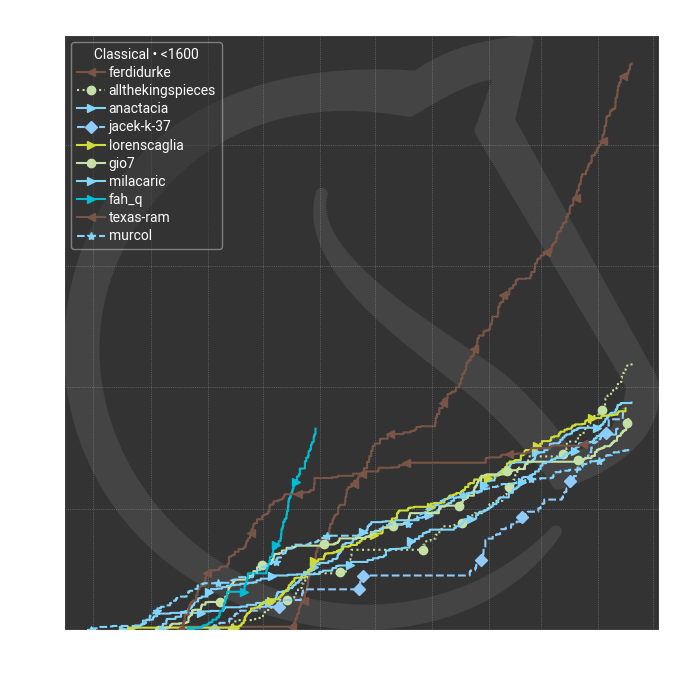 Classical • <1600
ferdidurke
allthekingspieces
anactacia
jacek-k-37
lorenscaglia
gio7
milacaric
fah_q
texas-ram
murcol